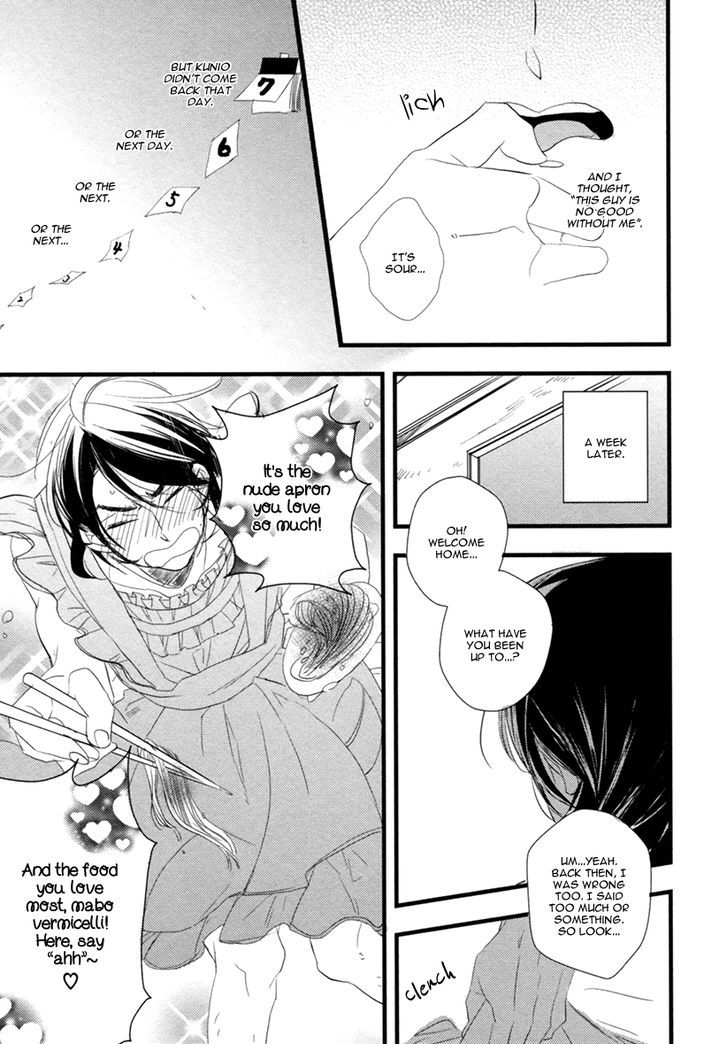 lick
AND I
THOUGHT,
"THIS GUY IS
NO-GOOD
WITHOUT ME".
IT'S
SOUR...
BUT KUNIO
DIDN'T COME
BACK THAT
DAY.
7
OR THE
NEXT DAY.
6
OR THE
NEXT.
5
OR THE
NEXT...
4
3
2
A WEEK
LATER.
OH!
WELCOME
HOME...
WHAT HAVE
YOU BEEN
UP TO...?
UM...YEAH.
BACK THEN, I
WAS WRONG
TOO. I SAID
TOO MUCH OR
SOMETHING.
SO LOOK...
clench
It's the
nude apron
you love
so much!
And the food
you love
most, mabo
vermicelli!
Here, say
"ahh"~
♡